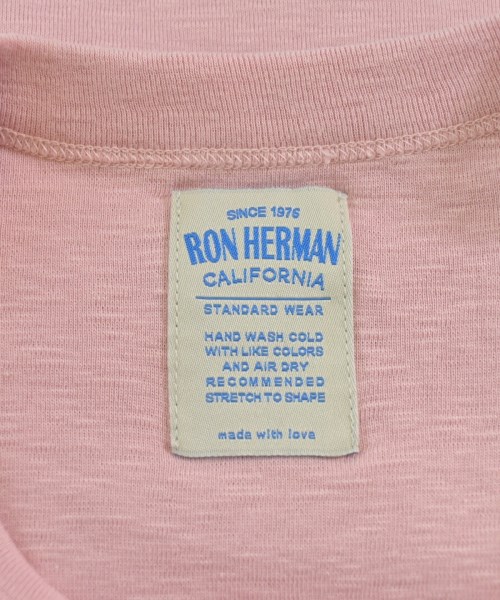 SINCE 1976
RON HERMAN
CALIFORNIA
STANDARD WEAR
HAND WASH COLD
WITH LIKE COLORS
AND AIR DRY
RECOMMENDED
STRETCH TO SHAPE
made with love